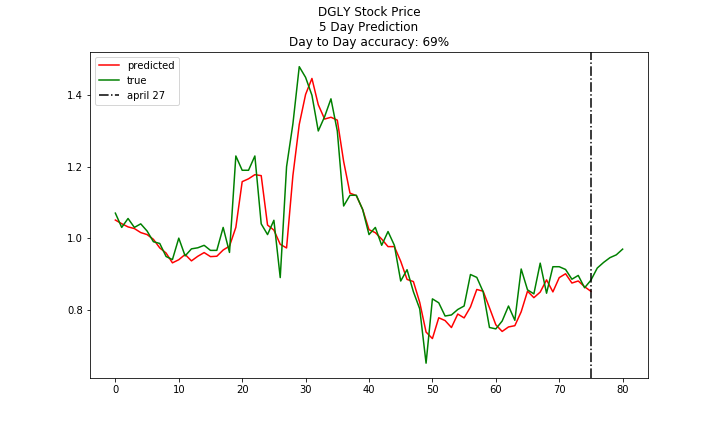 DGLY Stock Price
5 Day Prediction
Day to Day accuracy: 69%
predicted
true
april 27
1.4
1.2
1.0
0.8
0 10 20 30 40 50 60 70 80